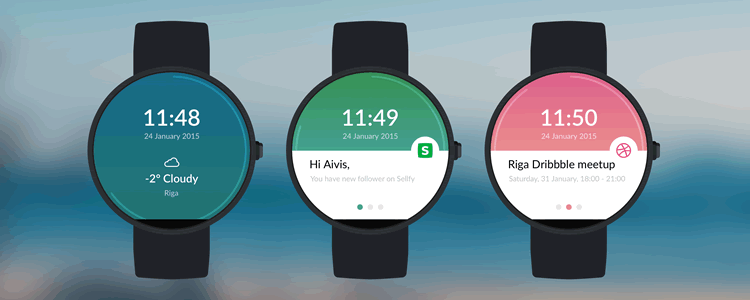 11:48
24 January 2015
-2° Cloudy
Riga
11:49
24 January 2015
S
Hi Aivis,
You have new follower on Sellfy
11:50
24 January 2015
Riga Dribbble meetup
Saturday, 31 January, 18:00 - 21:00